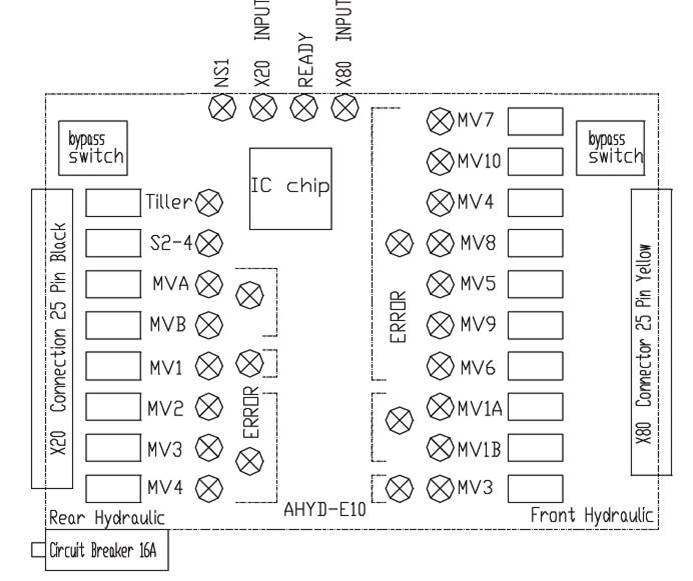 NS1
X20 INPUT
READY
X80 INPUT
bypass
switch
bypass
switch
IC chip
X20 Connection 25 Pin Black
Tiller
S2-4
MVA
MVB
MV1
MV2
MV3
MV4
ERROR
ERROR
MV7
MV10
MV4
MV8
MV5
MV9
MV6
MV1A
MV1B
MV3
X80 Connector 25 Pin Yellow
AHYD-E10
Rear Hydraulic
Front Hydraulic
Circuit Breaker 16A